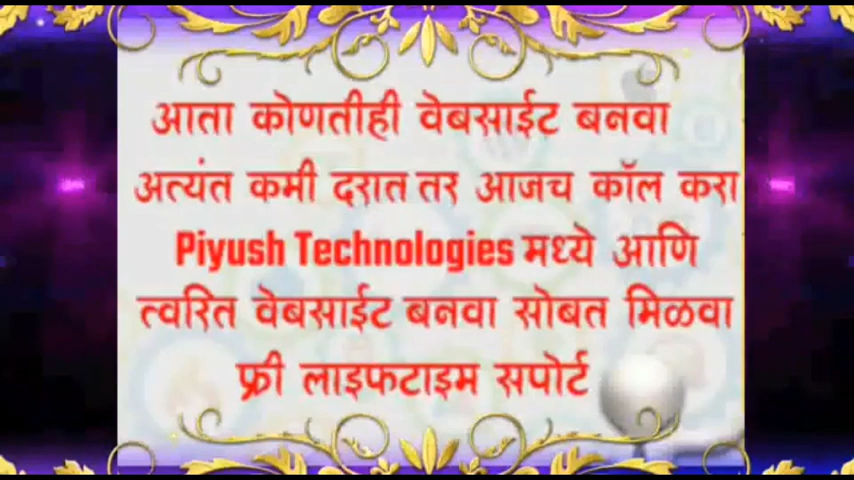 आता कोणतीही वेबसाईट बनवा
अत्यंत कमी दरात तर आजच कॉल करा
Piyush Technologies मध्ये आणि
त्वरित वेबसाईट बनवा सोबत मिळवा
फ्री लाइफटाइम सपोर्ट